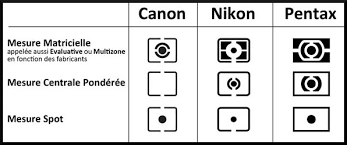 Canon Nikon Pentax
Mesure Matricielle
appelée aussi Evaluative ou Multizone
en fonction des fabricants
Mesure Centrale Pondérée
Mesure Spot